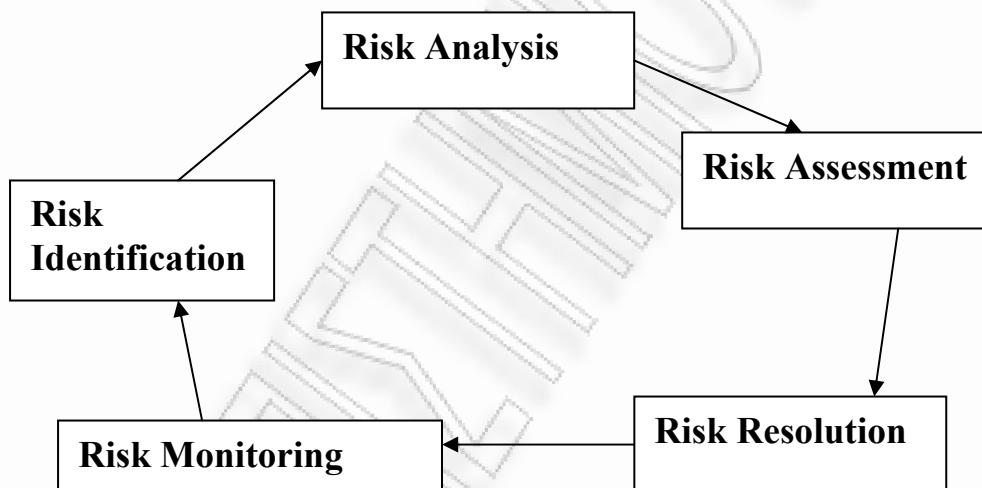 Risk Analysis
Risk Assessment
Risk
Identification
Risk Resolution
Risk Monitoring